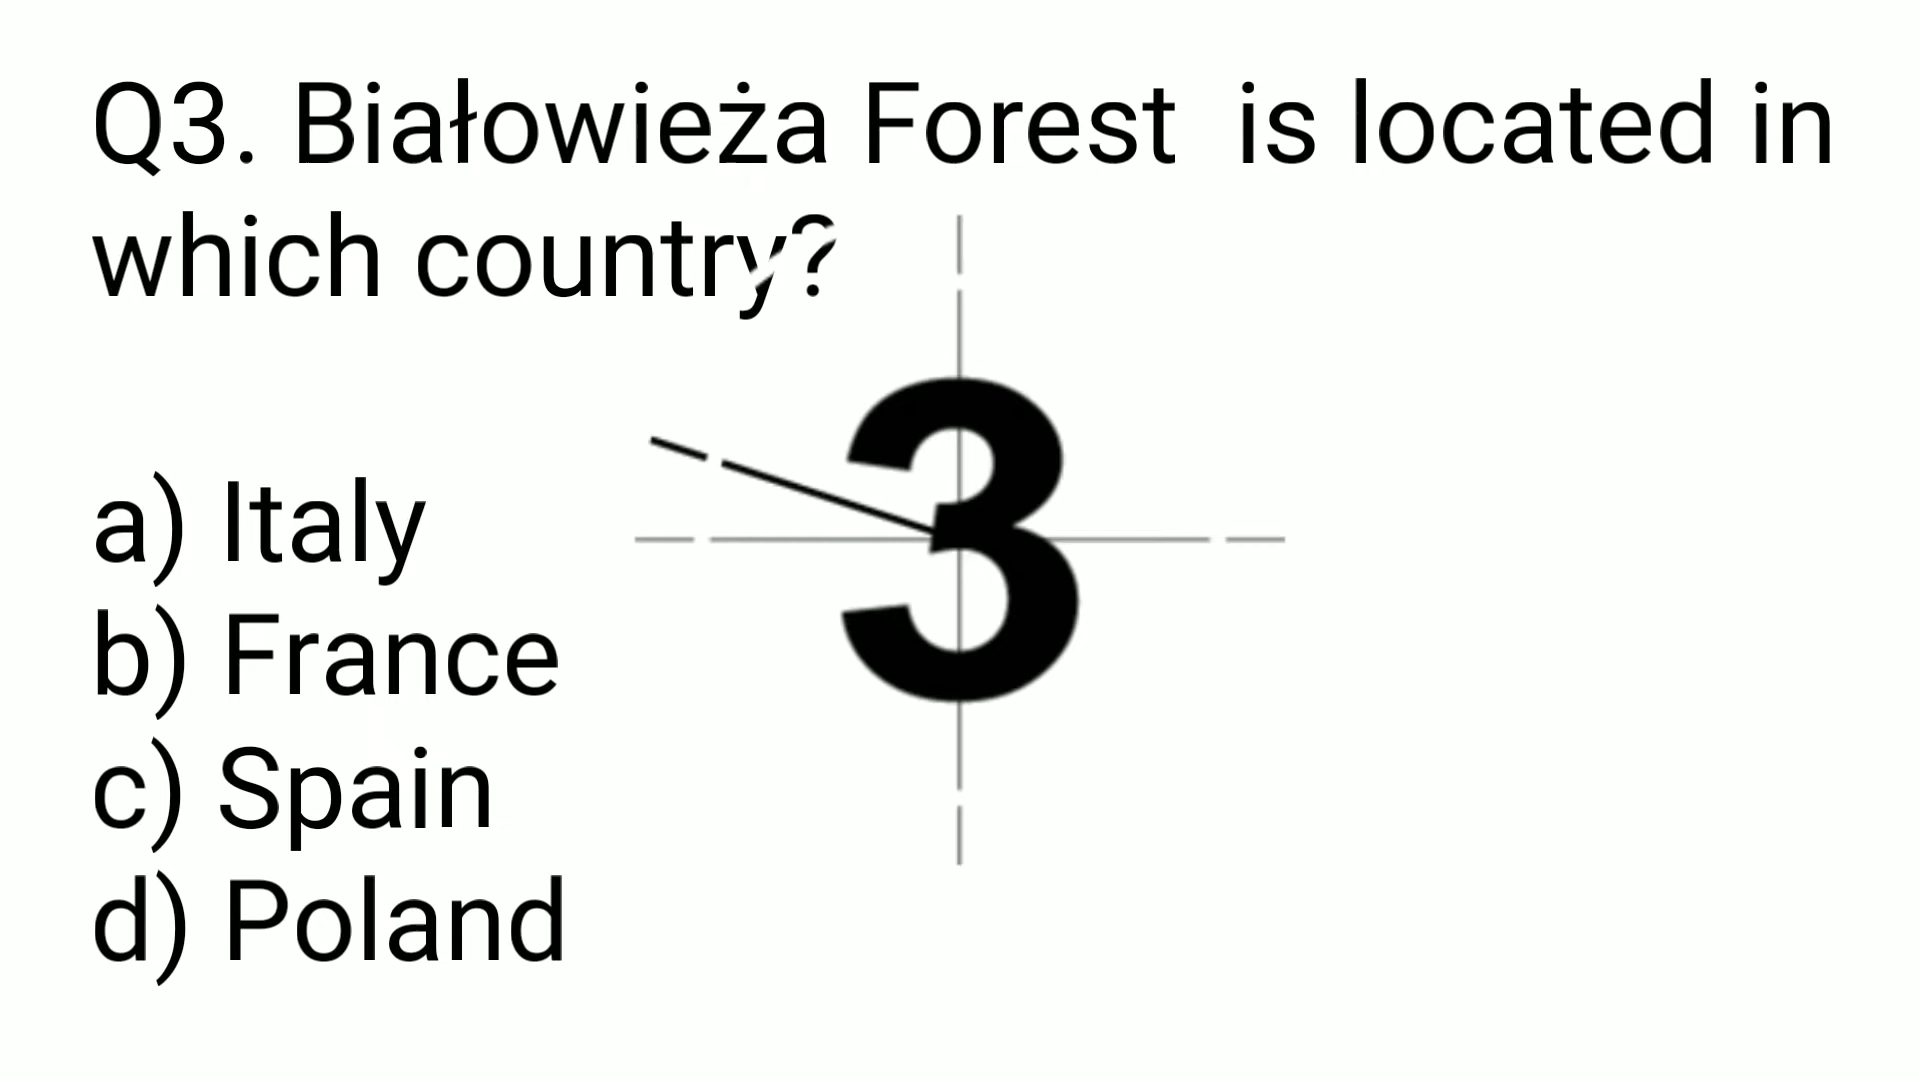 Q3. Białowieża Forest  is located in
which country?
3
a) Italy
b) France
c) Spain
d) Poland